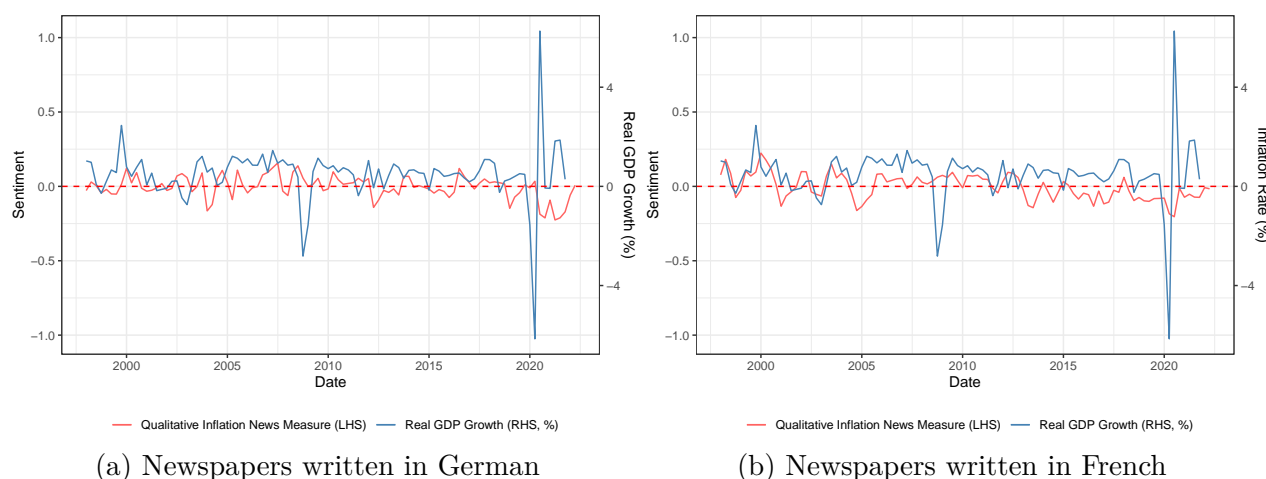 1.0
0.5
0.0
−0.5
−1.0
Sentiment
4
0
−4
Real GDP Growth (%)
2000 2005 2010 2015 2020
Date
Qualitative Inflation News Measure (LHS) Real GDP Growth (RHS, %)
(a) Newspapers written in German
1.0
0.5
0.0
−0.5
−1.0
Sentiment
4
0
−4
Inflation Rate (%)
2000 2005 2010 2015 2020
Date
Qualitative Inflation News Measure (LHS) Real GDP Growth (RHS, %)
(b) Newspapers written in French